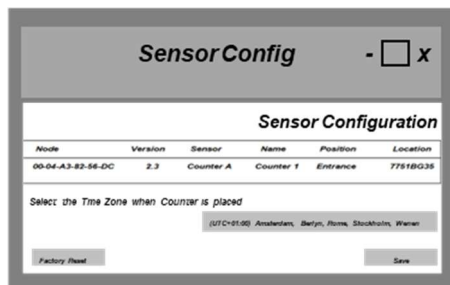 Sensor Config - □ x
Sensor Configuration
Node Version Sensor Name Position Location
00-04-A3-82-56-DC 2.3 Counter A Counter 1 Entrance 7751BG35
Select the Tme Zone when Counter is placed
(UTC+01:00) Amsterdam, Berlyn, Rome, Stockholm, Wenen
Factory Reset Save